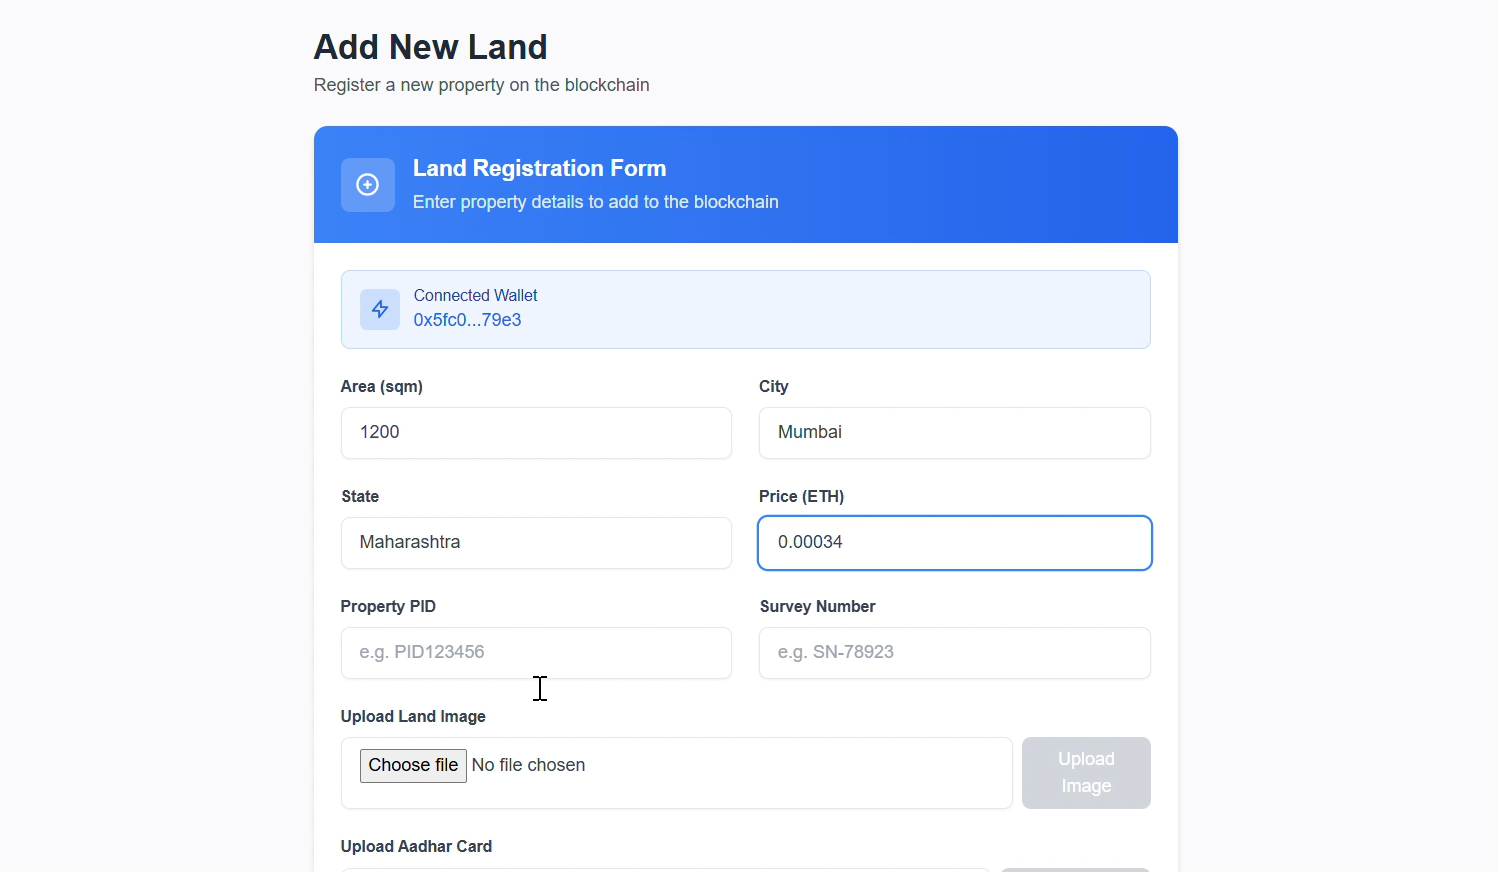 Add New Land
Register a new property on the blockchain
Land Registration Form
Enter property details to add to the blockchain
Connected Wallet
0x5fc0...79e3
Area (sqm)
City
1200
Mumbai
State
Price (ETH)
Maharashtra
0.00034
Property PID
Survey Number
e.g. PID123456
e.g. SN-78923
Upload Land Image
Choose file No file chosen
Upload
Image
Upload Aadhar Card